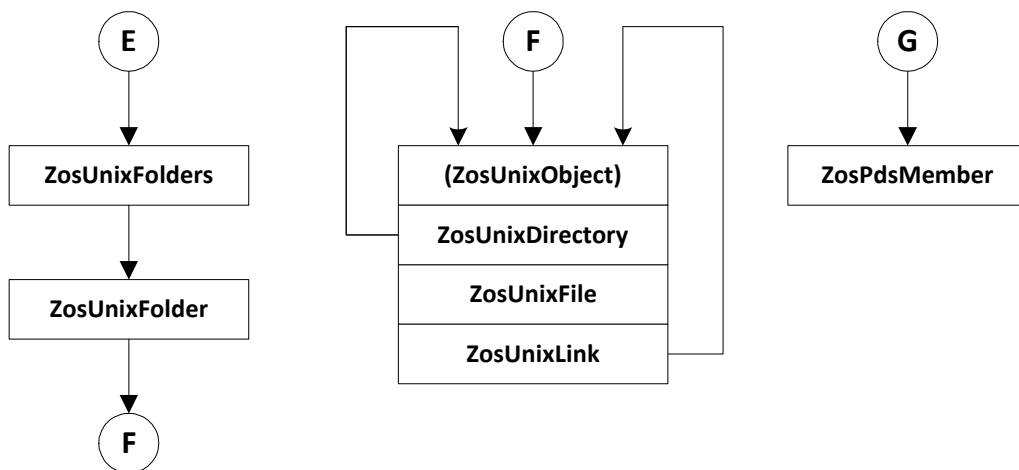 E
ZosUnixFolders
ZosUnixFolder
F
F
(ZosUnixObject)
ZosUnixDirectory
ZosUnixFile
ZosUnixLink
G
ZosPdsMember